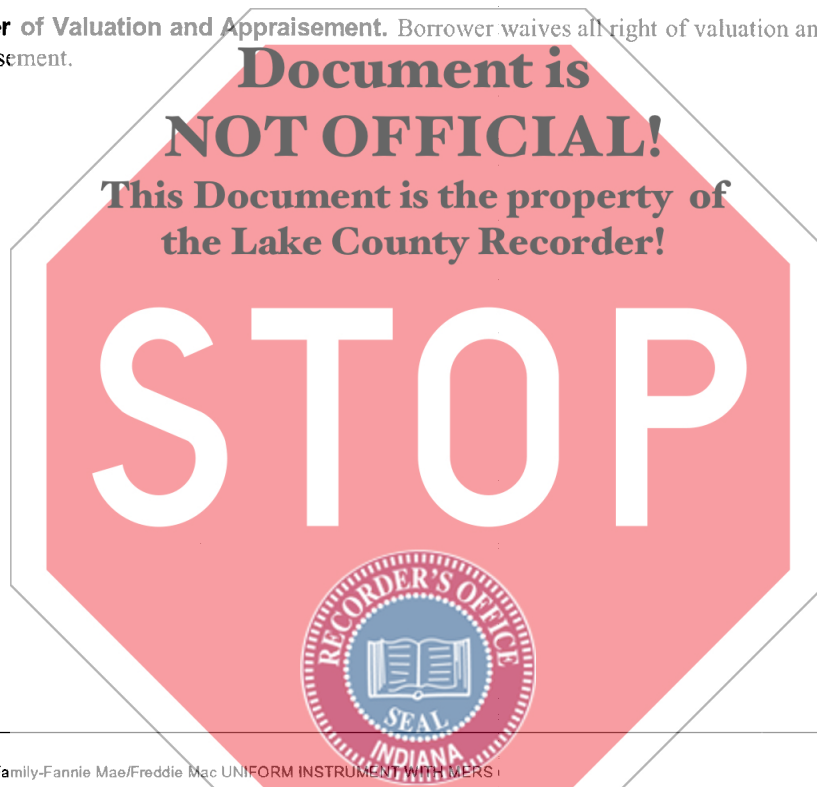 er of Valuation and Appraisement. Borrower waives all right of valuation an
sement.
Document is
NOT OFFICIAL!
This Document is the property of
the Lake County Recorder!
STOP
RECORDER'S OFFICE
SEAL
INDIANA
amily-Fannie Mae/Freddie Mac UNIFORM INSTRUMENT WITH MERS